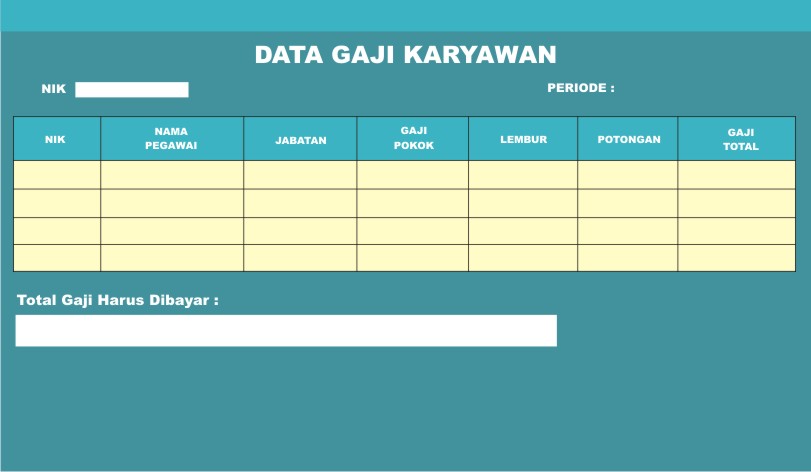 DATA GAJI KARYAWAN
NIK
PERIODE :
NIK
NAMA
PEGAWAI
JABATAN
GAJI
POKOK
LEMBUR
POTONGAN
GAJI
TOTAL
Total Gaji Harus Dibayar :